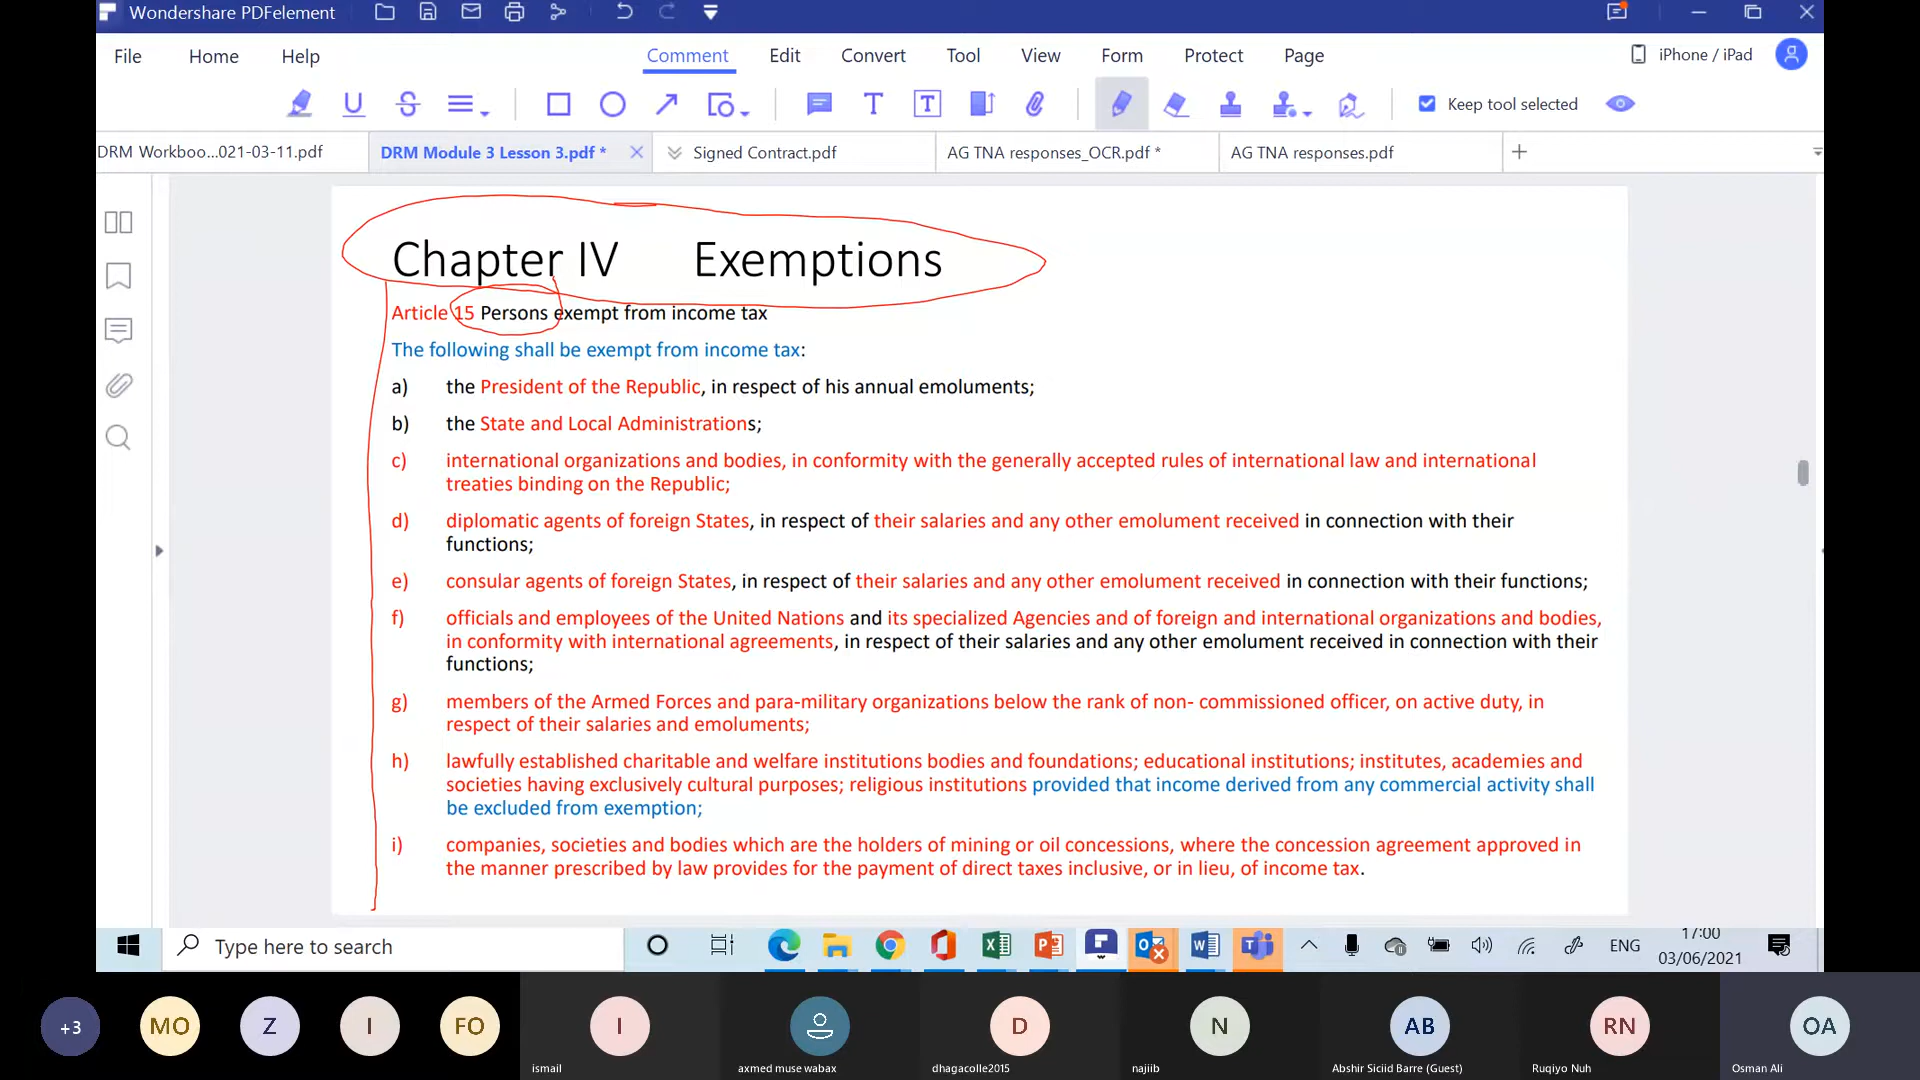 Wondershare PDFelement
File Home Help Comment Edit Convert Tool View Form Protect Page iPhone / iPad
Keep tool selected
DRM Workboo...021-03-11.pdf DRM Module 3 Lesson 3.pdf * Signed Contract.pdf AG TNA responses_OCR.pdf * AG TNA responses.pdf
Chapter IV Exemptions
Article 15 Persons exempt from income tax
The following shall be exempt from income tax:
a) the President of the Republic, in respect of his annual emoluments;
b) the State and Local Administrations;
c) international organizations and bodies, in conformity with the generally accepted rules of international law and international
treaties binding on the Republic;
d) diplomatic agents of foreign States, in respect of their salaries and any other emolument received in connection with their
functions;
e) consular agents of foreign States, in respect of their salaries and any other emolument received in connection with their functions;
f) officials and employees of the United Nations and its specialized Agencies and of foreign and international organizations and bodies,
in conformity with international agreements, in respect of their salaries and any other emolument received in connection with their
functions;
g) members of the Armed Forces and para-military organizations below the rank of non- commissioned officer, on active duty, in
respect of their salaries and emoluments;
h) lawfully established charitable and welfare institutions bodies and foundations; educational institutions; institutes, academies and
societies having exclusively cultural purposes; religious institutions provided that income derived from any commercial activity shall
be excluded from exemption;
i) companies, societies and bodies which are the holders of mining or oil concessions, where the concession agreement approved in
the manner prescribed by law provides for the payment of direct taxes inclusive, or in lieu, of income tax.
Type here to search ENG 17:00
03/06/2021
+3 MO Z I FO I D N AB RN OA
ismail axmed muse wabax dhagacolle2015 najiib Abshir Siciid Barre (Guest) Ruqiyo Nuh Osman Ali